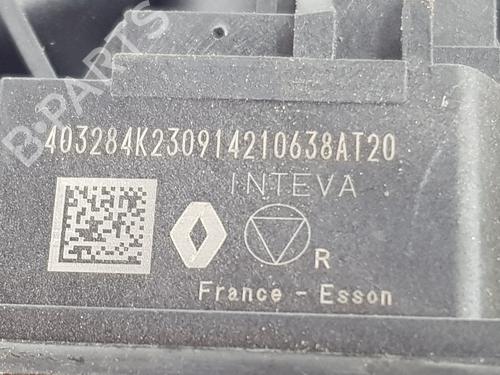 B-PARTS
403284K230914210638AT20
INTEVA
R
France - Esson